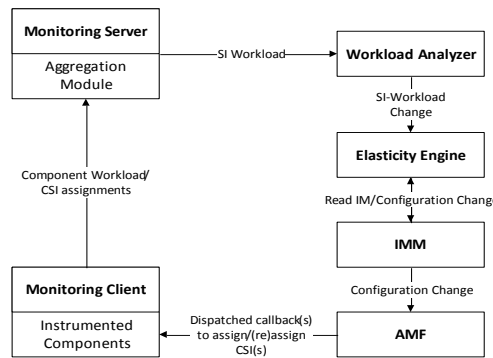 Monitoring Server
Aggregation
Module
SI Workload
Workload Analyzer
SI-Workload
Change
Elasticity Engine
Read IM/Configuration Change
IMM
Configuration Change
AMF
Dispatched callback(s)
to assign/(re)assign
CSI(s)
Monitoring Client
Instrumented
Components
Component Workload/
CSI assignments